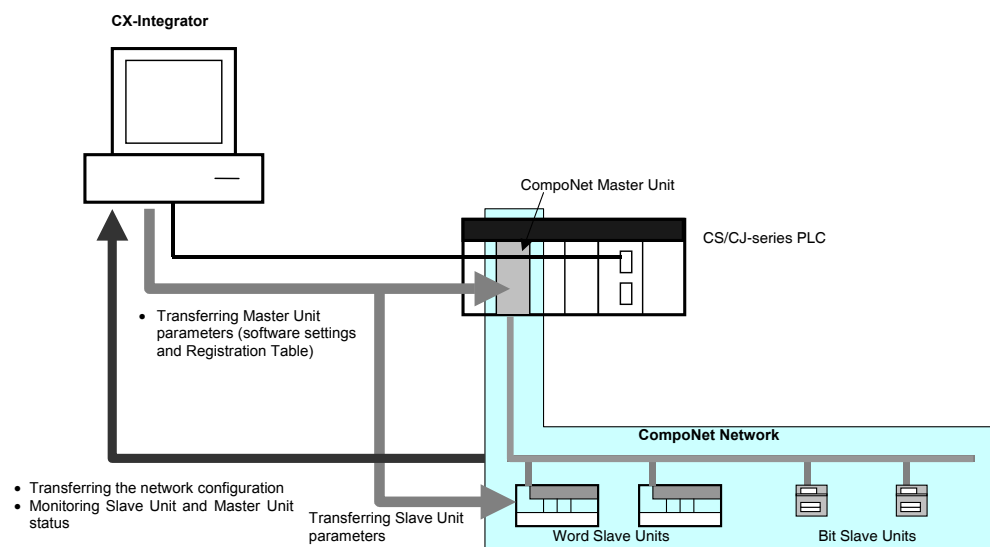 CX-Integrator
CompoNet Master Unit
CS/CJ-series PLC
• Transferring Master Unit
parameters (software settings
and Registration Table)
CompoNet Network
• Transferring the network configuration
• Monitoring Slave Unit and Master Unit
status
Transferring Slave Unit
parameters
Word Slave Units
Bit Slave Units